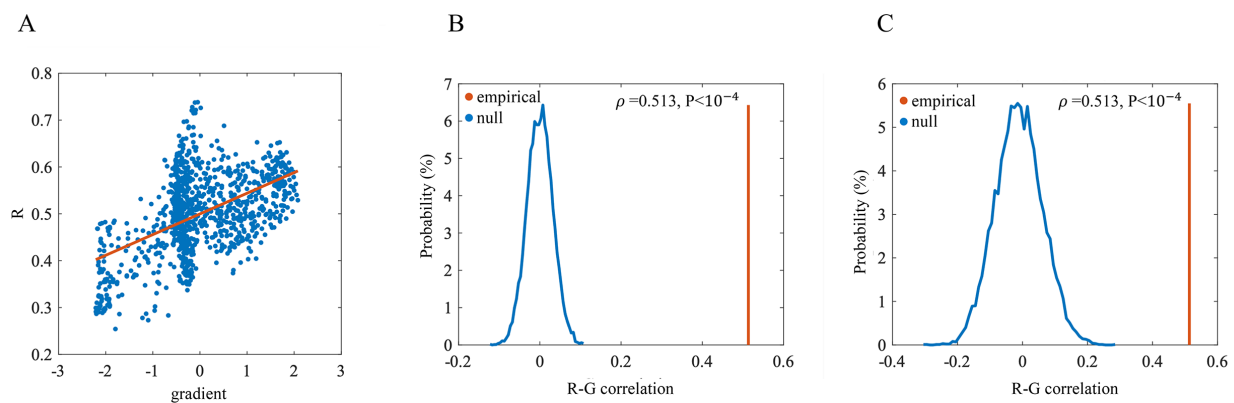 A
0.8
0.7
0.6
0.5
0.4
0.3
0.2
R
-3
-2
-1
0
1
2
3
gradient
B
7
6
5
4
3
2
1
0
Probability (%)
empirical
null
ρ =0.513, P<10⁻⁴
-0.2
0
0.2
0.4
0.6
R-G correlation
C
6
5
4
3
2
1
0
Probability (%)
empirical
null
ρ =0.513, P<10⁻⁴
-0.4
-0.2
0
0.2
0.4
0.6
R-G correlation